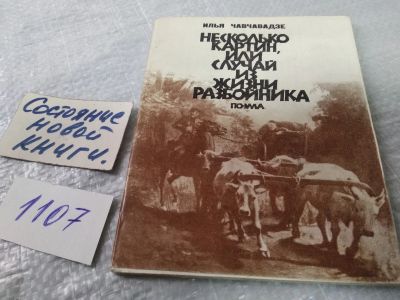 ИЛЬЯ ЧАВЧАВАДЗЕ
НЕСКОЛЬКО
КАРТИН,
ИЛИ
СЛУЧАЙ
ИЗ
ЖИЗНИ
РАЗБОЙНИКА
ПОЭМА
Состояние
новой
книги.
1107